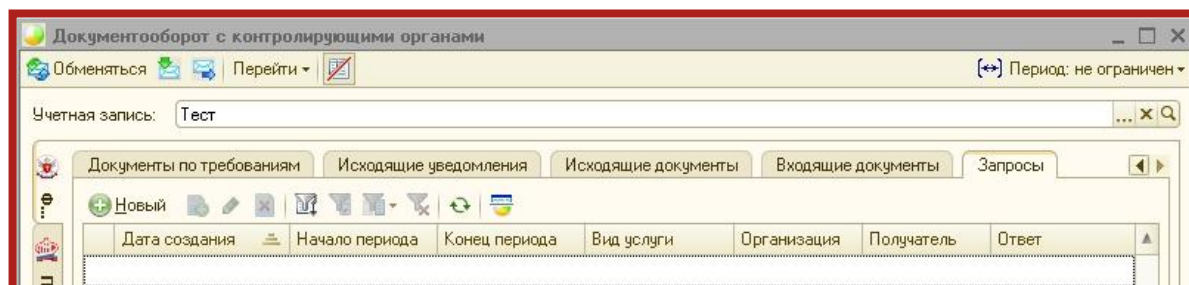 Документооборот с контролирующими органами
Обменяться Перейти Период: не ограничен
Учетная запись: Тест ...
Документы по требованиям Исходящие уведомления Исходящие документы Входящие документы Запросы
Новый
Дата создания Начало периода Конец периода Вид услуги Организация Получатель Ответ